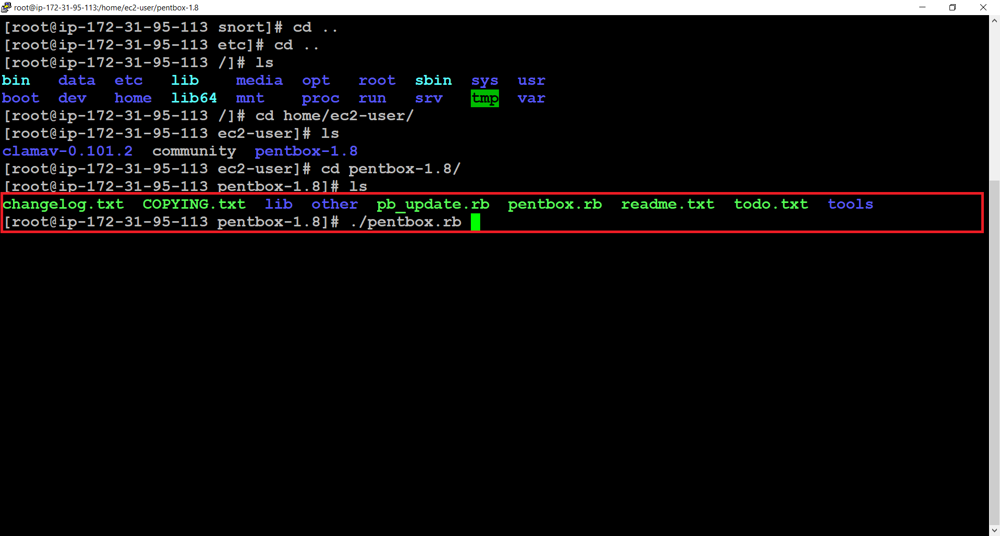 root@ip-172-31-95-113:/home/ec2-user/pentbox-1.8
[root@ip-172-31-95-113 snort]# cd ..
[root@ip-172-31-95-113 etc]# cd ..
[root@ip-172-31-95-113 /]# ls
bin   data  etc   lib    media  opt   root  sbin  sys  usr
boot  dev   home  lib64  mnt    proc  run   srv   tmp  var
[root@ip-172-31-95-113 /]# cd home/ec2-user/
[root@ip-172-31-95-113 ec2-user]# ls
clamav-0.101.2  community  pentbox-1.8
[root@ip-172-31-95-113 ec2-user]# cd pentbox-1.8/
[root@ip-172-31-95-113 pentbox-1.8]# ls
changelog.txt  COPYING.txt  lib  other  pb_update.rb  pentbox.rb  readme.txt  todo.txt  tools
[root@ip-172-31-95-113 pentbox-1.8]# ./pentbox.rb